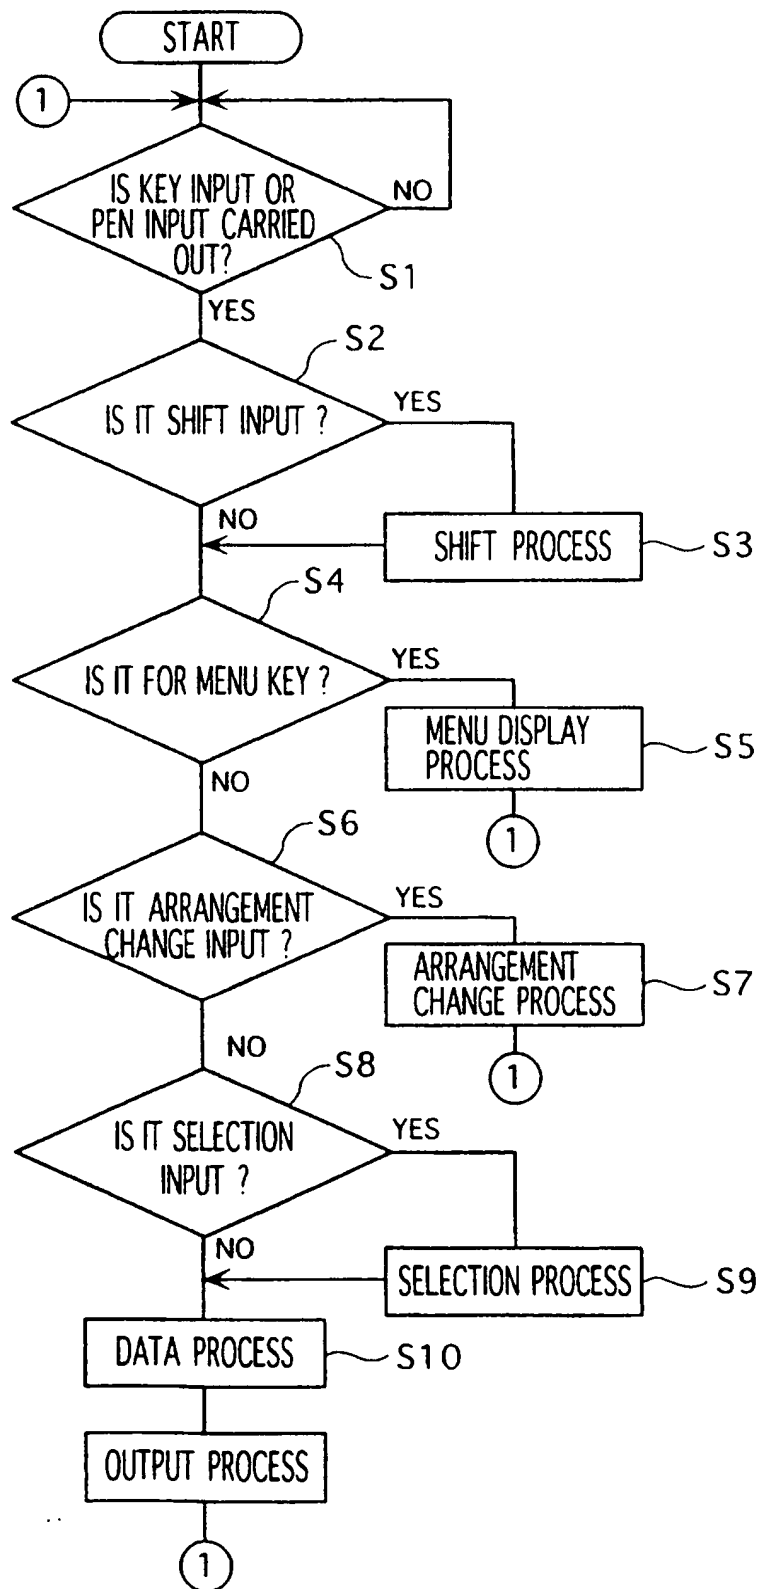 START
1
IS KEY INPUT OR
PEN INPUT CARRIED
OUT?
NO
S1
YES
S2
IS IT SHIFT INPUT ?
YES
NO
SHIFT PROCESS
S3
S4
IS IT FOR MENU KEY ?
YES
MENU DISPLAY
PROCESS
S5
NO
1
S6
IS IT ARRANGEMENT
CHANGE INPUT ?
YES
ARRANGEMENT
CHANGE PROCESS
S7
NO
1
S8
IS IT SELECTION
INPUT ?
YES
NO
SELECTION PROCESS
S9
DATA PROCESS
S10
OUTPUT PROCESS
1